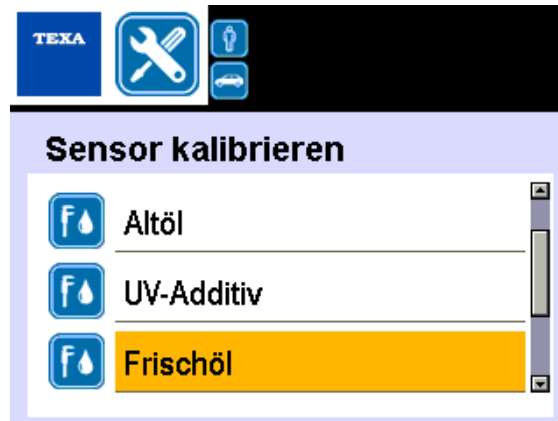 TEXA
Sensor kalibrieren
Altöl
UV-Additiv
Frischöl